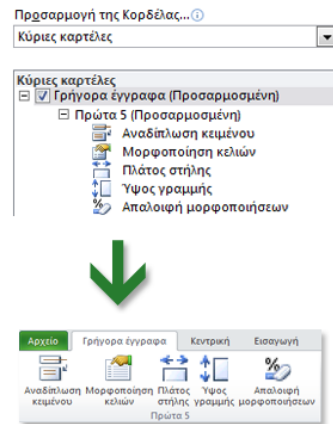 Προσαρμογή της Κορδέλας...
Κύριες καρτέλες
Κύριες καρτέλες
Γρήγορα έγγραφα (Προσαρμοσμένη)
Πρώτα 5 (Προσαρμοσμένη)
Αναδίπλωση κειμένου
Μορφοποίηση κελιών
Πλάτος στήλης
Ύψος γραμμής
Απαλοιφή μορφοποιήσεων
Αρχείο Γρήγορα έγγραφα Κεντρική Εισαγωγή
Αναδίπλωση Μορφοποίηση Πλάτος Ύψος Απαλοιφή
κειμένου κελιών στήλης γραμμής μορφοποιήσεων
Πρώτα 5